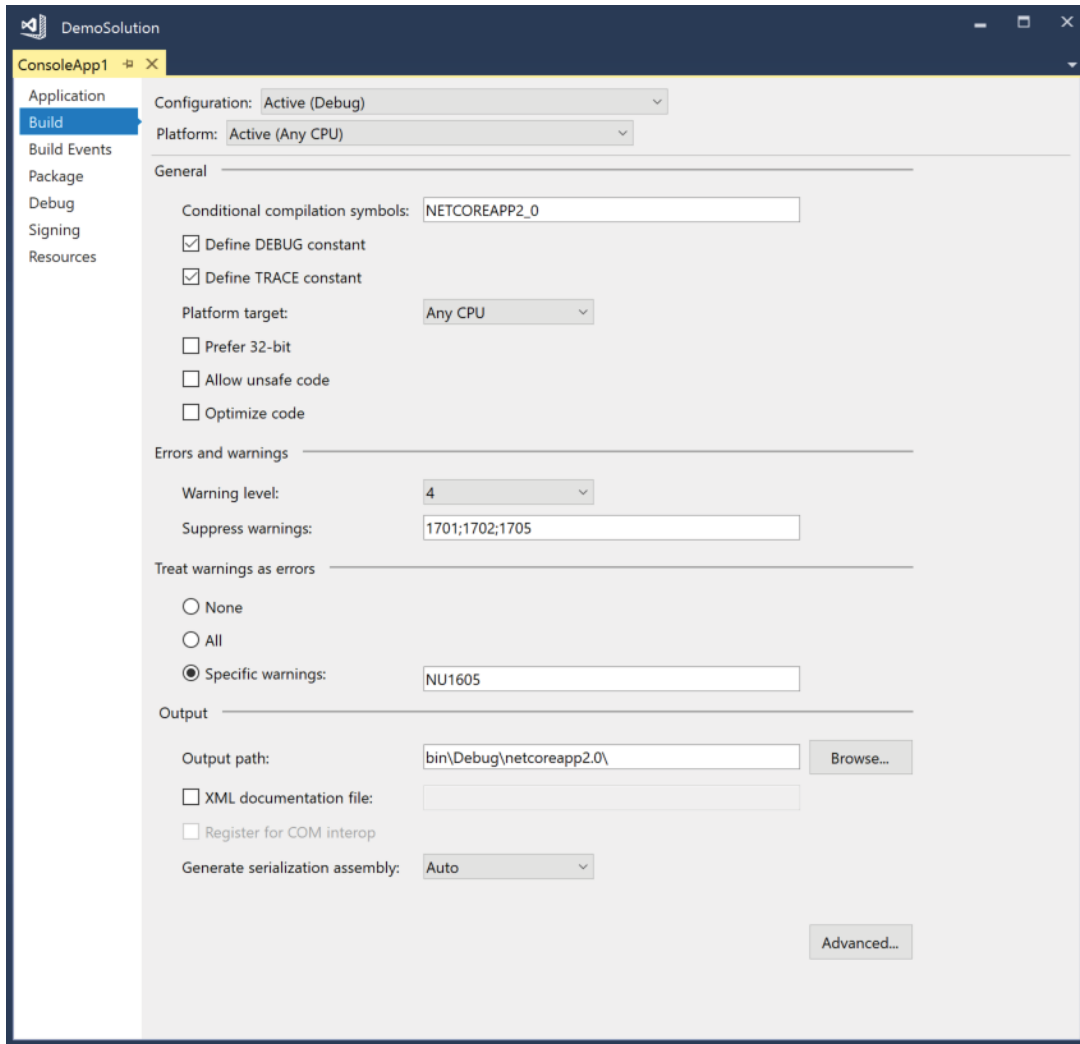 DemoSolution
ConsoleApp1
Application
Build
Build Events
Package
Debug
Signing
Resources
Configuration: Active (Debug)
Platform: Active (Any CPU)
General
Conditional compilation symbols: NETCOREAPP2_0
Define DEBUG constant
Define TRACE constant
Platform target: Any CPU
Prefer 32-bit
Allow unsafe code
Optimize code
Errors and warnings
Warning level: 4
Suppress warnings: 1701;1702;1705
Treat warnings as errors
None
All
Specific warnings: NU1605
Output
Output path: bin\Debug\netcoreapp2.0\ Browse...
XML documentation file:
Register for COM interop
Generate serialization assembly: Auto
Advanced...